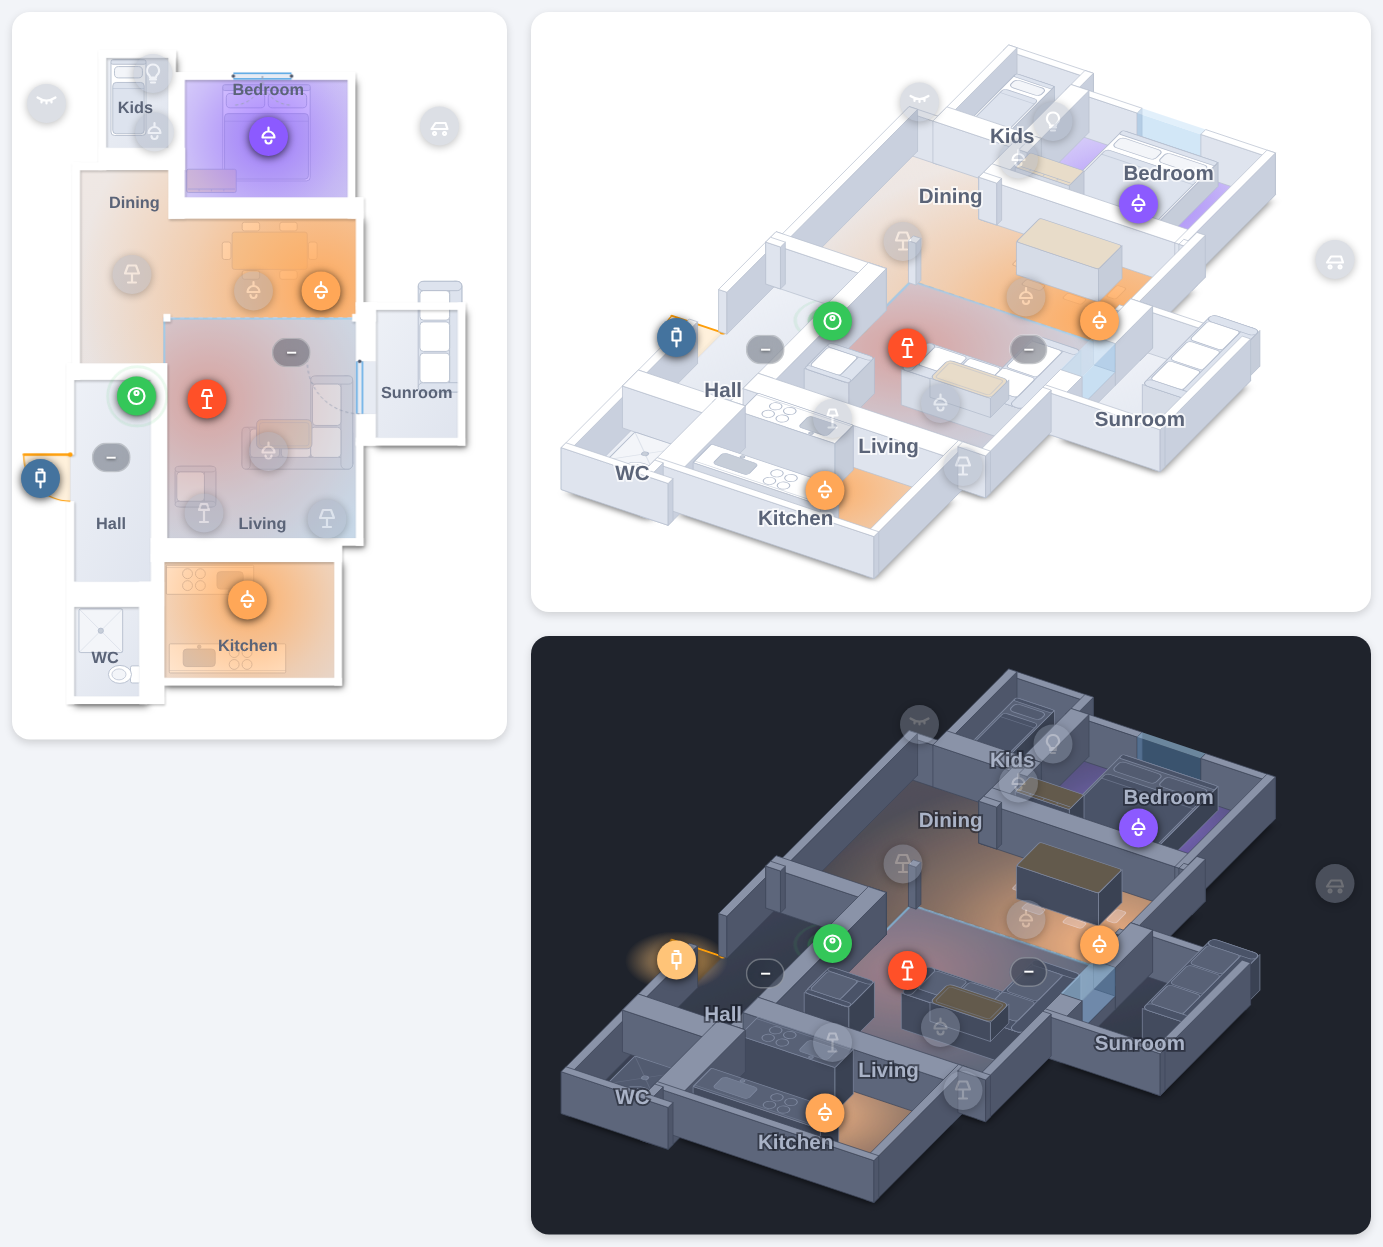 Bedroom
Kids
Dining
Sunroom
Hall
Living
Kitchen
WC
Kids
Bedroom
Dining
Hall
Sunroom
Living
WC
Kitchen
Kids
Bedroom
Dining
Hall
Sunroom
Living
WC
Kitchen